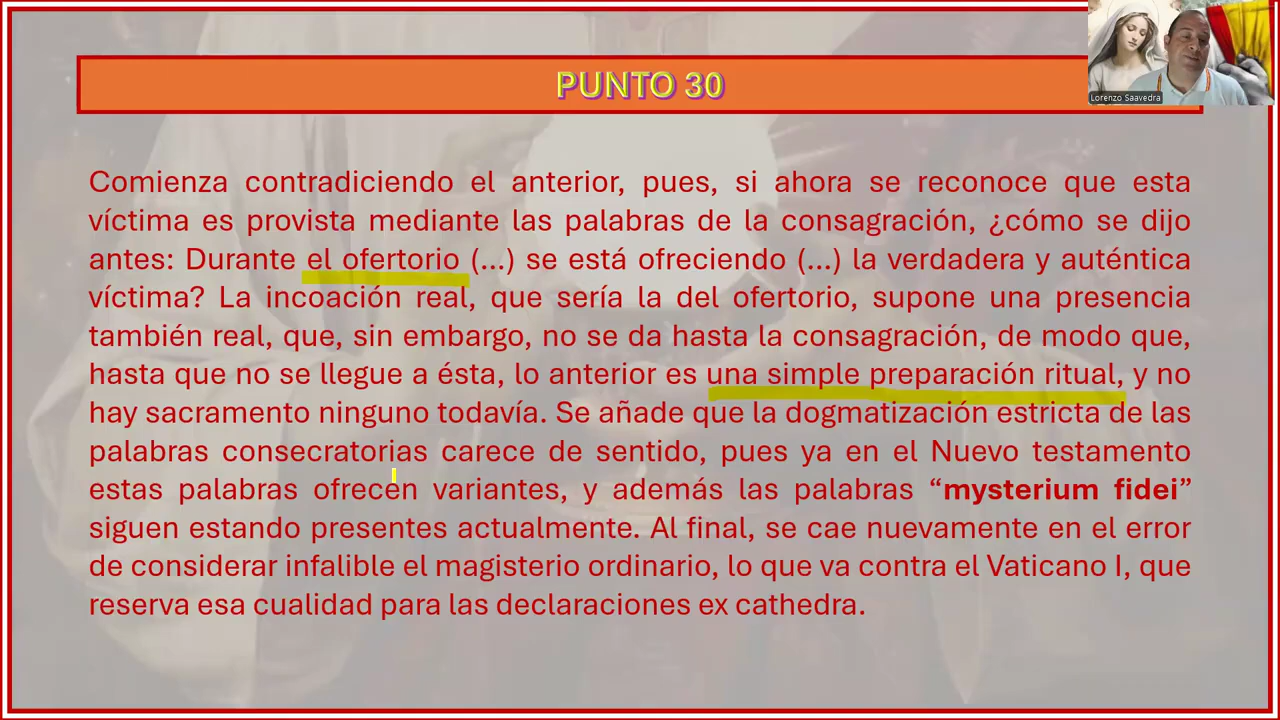 PUNTO 30
Lorenzo Saavedra
Comienza contradiciendo el anterior, pues, si ahora se reconoce que esta
víctima es provista mediante las palabras de la consagración, ¿cómo se dijo
antes: Durante el ofertorio (...) se está ofreciendo (...) la verdadera y auténtica
víctima? La incoación real, que sería la del ofertorio, supone una presencia
también real, que, sin embargo, no se da hasta la consagración, de modo que,
hasta que no se llegue a ésta, lo anterior es una simple preparación ritual, y no
hay sacramento ninguno todavía. Se añade que la dogmatización estricta de las
palabras consecratorias carece de sentido, pues ya en el Nuevo testamento
estas palabras ofrecen variantes, y además las palabras “mysterium fidei”
siguen estando presentes actualmente. Al final, se cae nuevamente en el error
de considerar infalible el magisterio ordinario, lo que va contra el Vaticano I, que
reserva esa cualidad para las declaraciones ex cathedra.